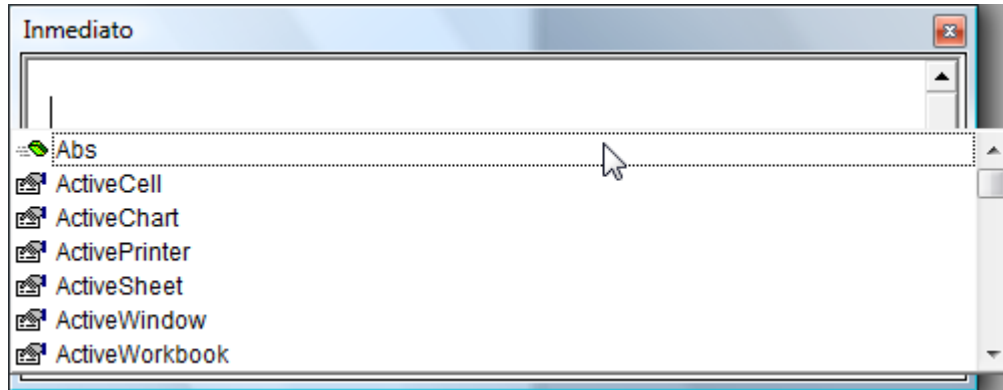 Inmediato
Abs
ActiveCell
ActiveChart
ActivePrinter
ActiveSheet
ActiveWindow
ActiveWorkbook